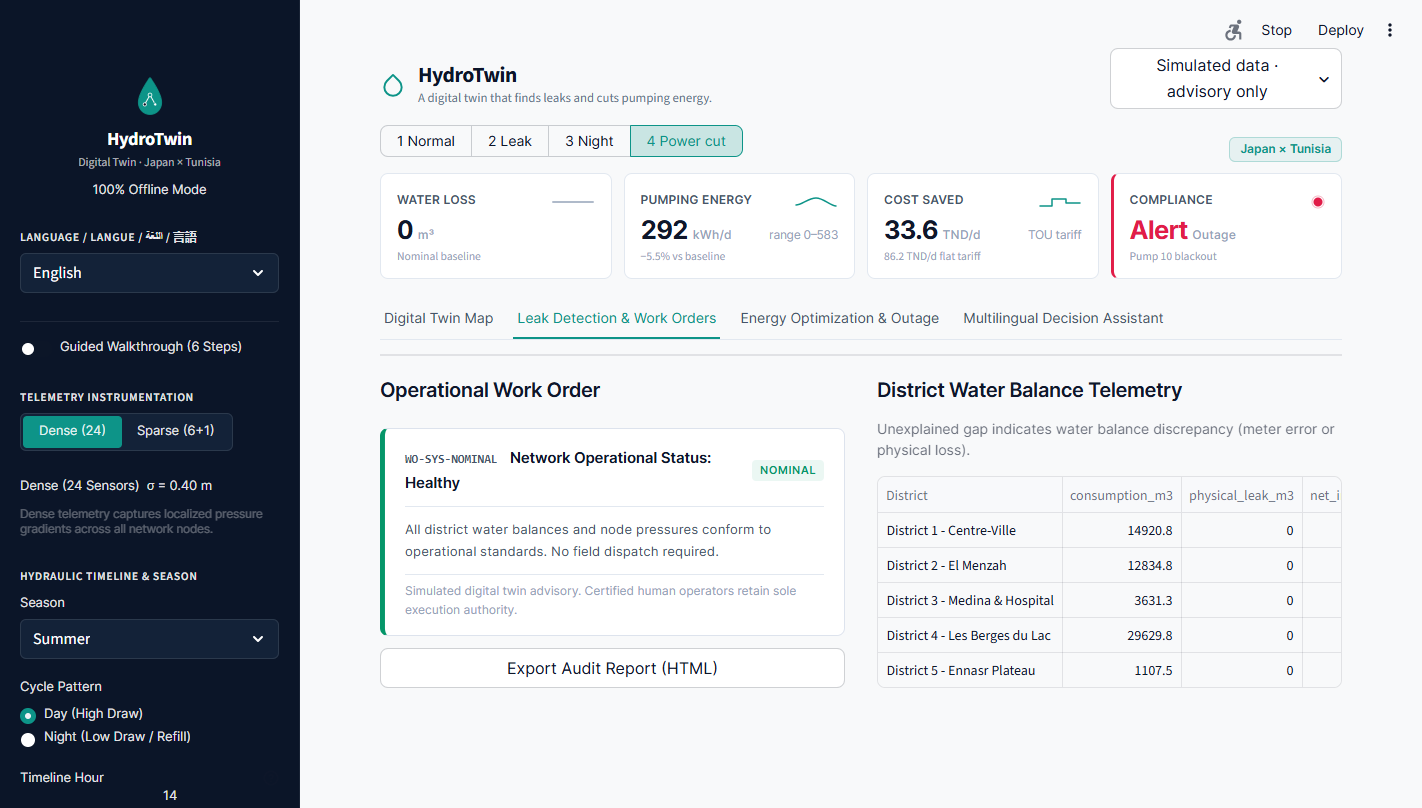 HydroTwin
Digital Twin · Japan × Tunisia
100% Offline Mode
LANGUAGE / LANGUE / اللغة / 言語
English
Guided Walkthrough (6 Steps)
TELEMETRY INSTRUMENTATION
Dense (24) Sparse (6+1)
Dense (24 Sensors) σ = 0.40 m
Dense telemetry captures localized pressure
gradients across all network nodes.
HYDRAULIC TIMELINE & SEASON
Season
Summer
Cycle Pattern
Day (High Draw)
Night (Low Draw / Refill)
Timeline Hour
14
Stop Deploy
HydroTwin
A digital twin that finds leaks and cuts pumping energy.
Simulated data ·
advisory only
1 Normal 2 Leak 3 Night 4 Power cut
Japan × Tunisia
WATER LOSS
0 m³
Nominal baseline
PUMPING ENERGY
292 kWh/d range 0–583
−5.5% vs baseline
COST SAVED
33.6 TND/d TOU tariff
86.2 TND/d flat tariff
COMPLIANCE
Alert Outage
Pump 10 blackout
Digital Twin Map Leak Detection & Work Orders Energy Optimization & Outage Multilingual Decision Assistant
Operational Work Order
WO-SYS-NOMINAL Network Operational Status:
Healthy
NOMINAL
All district water balances and node pressures conform to
operational standards. No field dispatch required.
Simulated digital twin advisory. Certified human operators retain sole
execution authority.
Export Audit Report (HTML)
District Water Balance Telemetry
Unexplained gap indicates water balance discrepancy (meter error or
physical loss).
District consumption_m3 physical_leak_m3 net_i
District 1 - Centre-Ville 14920.8 0
District 2 - El Menzah 12834.8 0
District 3 - Medina & Hospital 3631.3 0
District 4 - Les Berges du Lac 29629.8 0
District 5 - Ennasr Plateau 1107.5 0